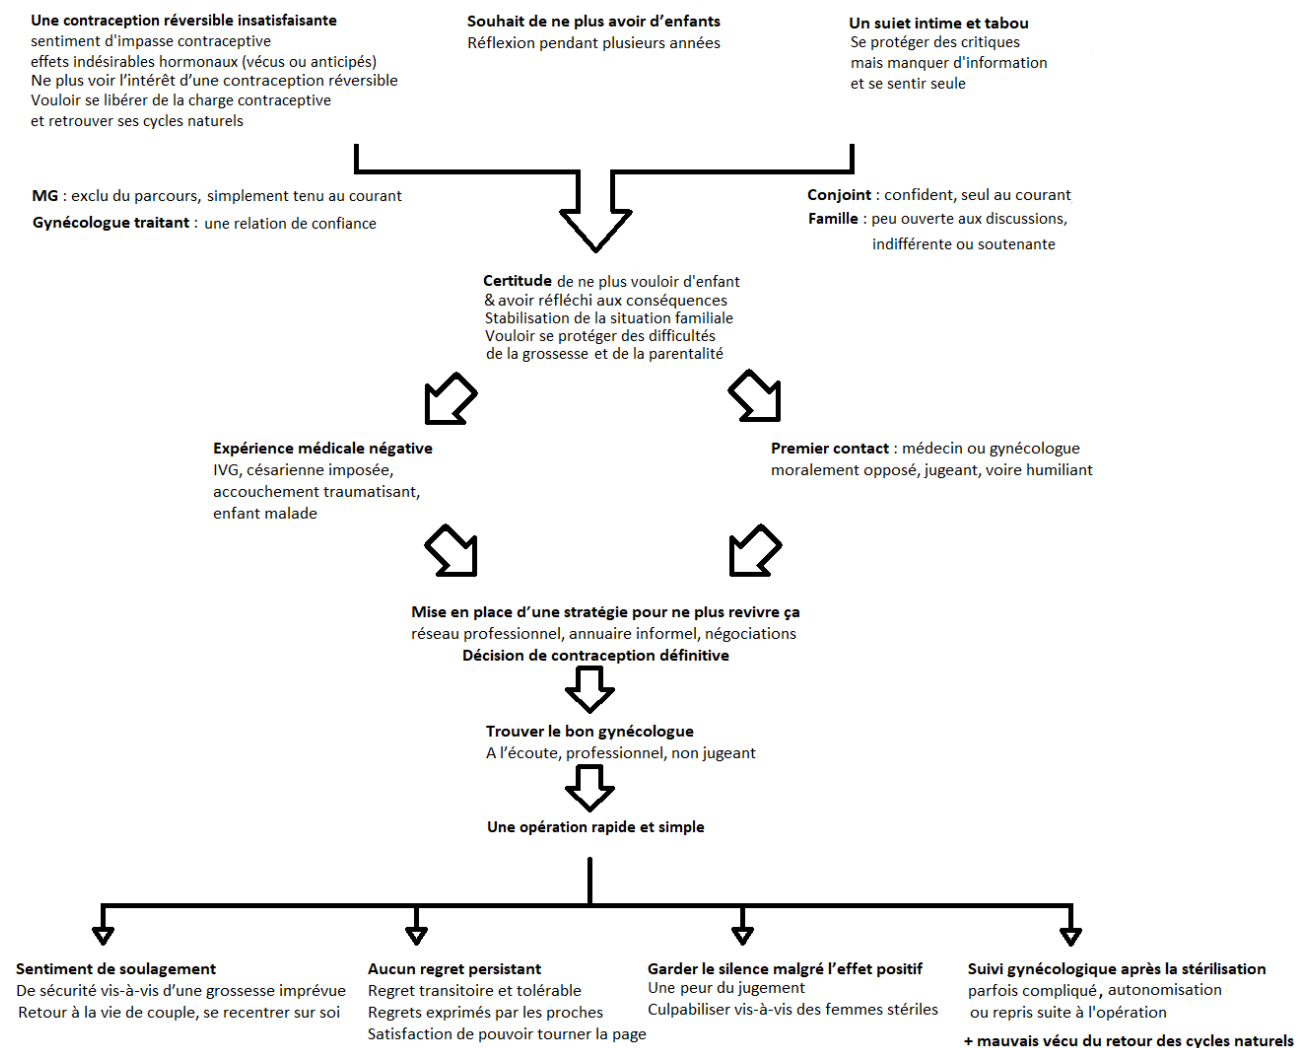 Une contraception réversible insatisfaisante
sentiment d'impasse contraceptive
effets indésirables hormonaux (vécus ou anticipés)
Ne plus voir l'intérêt d'une contraception réversible
Vouloir se libérer de la charge contraceptive
et retrouver ses cycles naturels
Souhait de ne plus avoir d'enfants
Réflexion pendant plusieurs années
Un sujet intime et tabou
Se protéger des critiques
mais manquer d'information
et se sentir seule
MG : exclu du parcours, simplement tenu au courant
Gynécologue traitant : une relation de confiance
Conjoint : confident, seul au courant
Famille : peu ouverte aux discussions,
indifférente ou soutenante
Certitude de ne plus vouloir d'enfant
& avoir réfléchi aux conséquences
Stabilisation de la situation familiale
Vouloir se protéger des difficultés
de la grossesse et de la parentalité
Expérience médicale négative
IVG, césarienne imposée,
accouchement traumatisant,
enfant malade
Premier contact : médecin ou gynécologue
moralement opposé, jugeant, voire humiliant
Mise en place d'une stratégie pour ne plus revivre ça
réseau professionnel, annuaire informel, négociations
Décision de contraception définitive
Trouver le bon gynécologue
A l'écoute, professionnel, non jugeant
Une opération rapide et simple
Sentiment de soulagement
De sécurité vis-à-vis d'une grossesse imprévue
Retour à la vie de couple, se recentrer sur soi
Aucun regret persistant
Regret transitoire et tolérable
Regrets exprimés par les proches
Satisfaction de pouvoir tourner la page
Garder le silence malgré l'effet positif
Une peur du jugement
Culpabiliser vis-à-vis des femmes stériles
Suivi gynécologique après la stérilisation
parfois compliqué, autonomisation
ou repris suite à l'opération
+ mauvais vécu du retour des cycles naturels